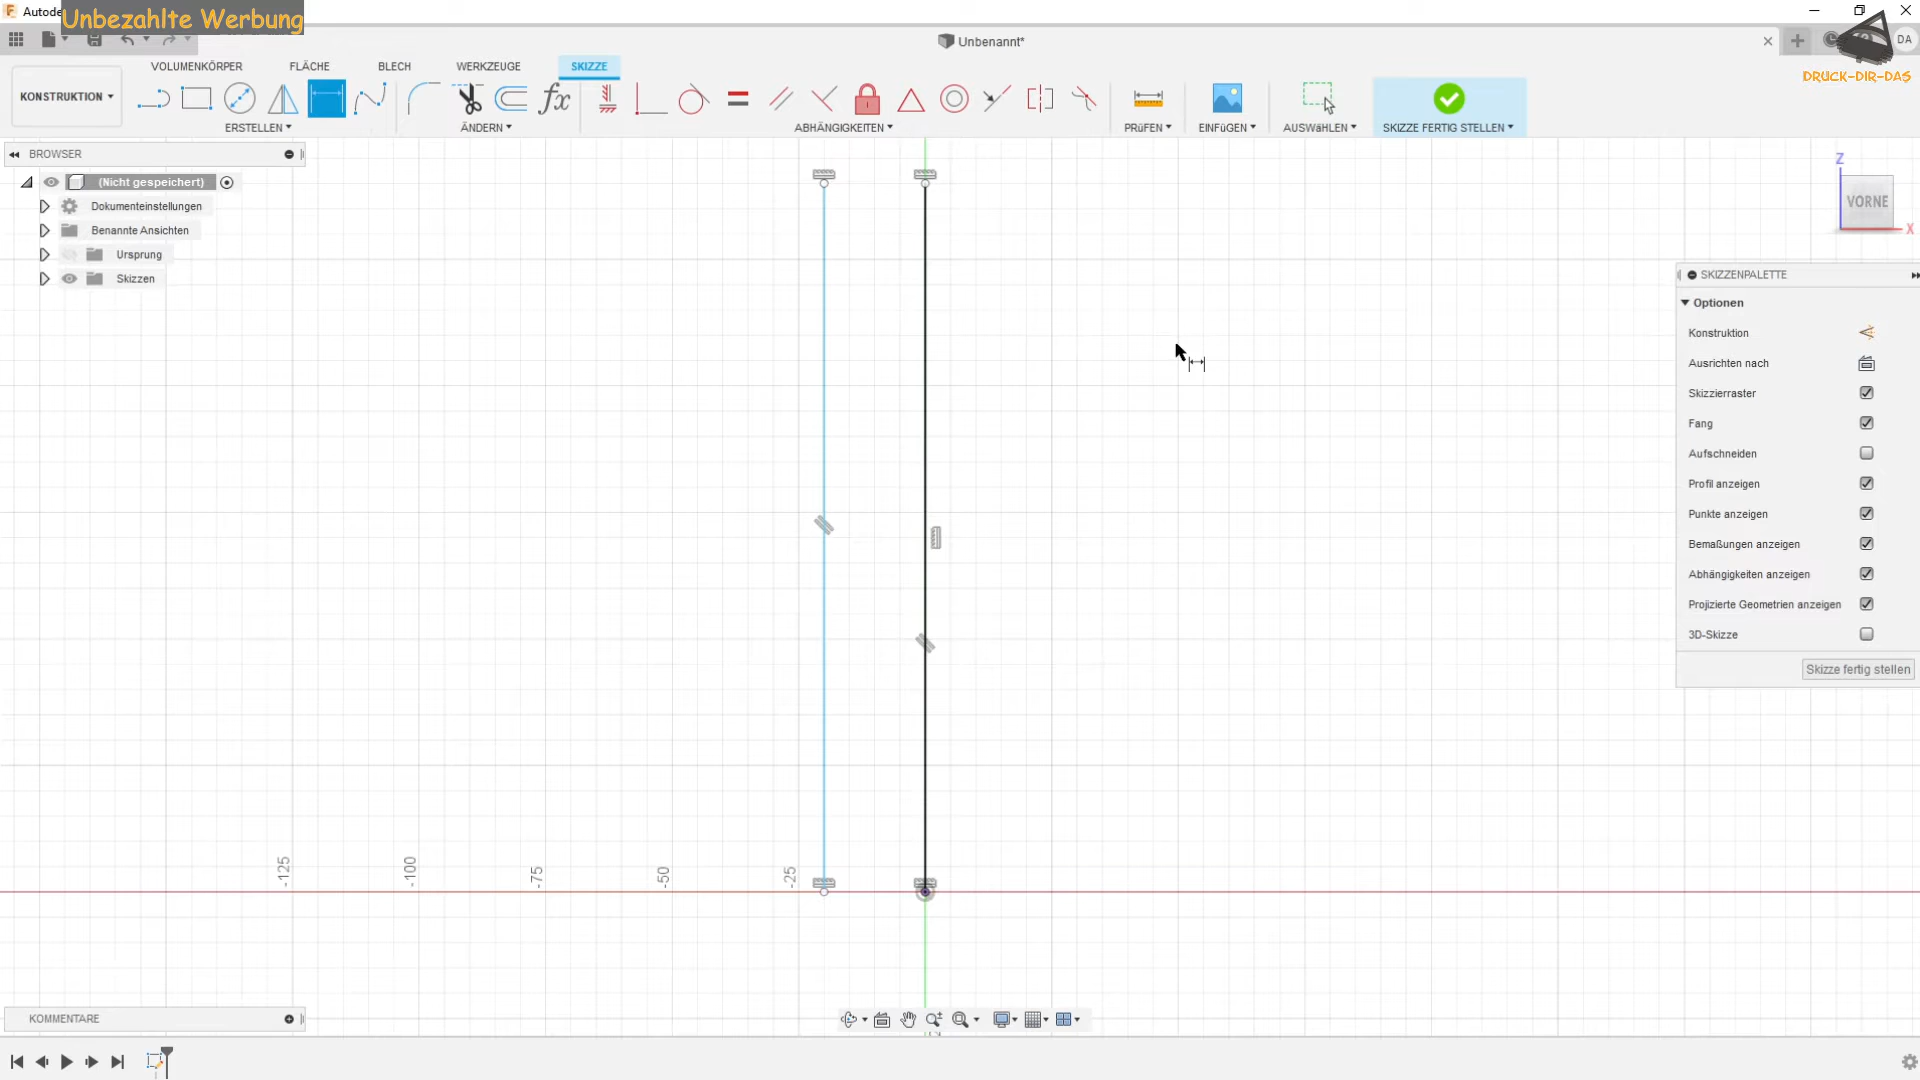 Autode
Unbezahlte Werbung
Unbenannt*
DA
DRUCK-DIR-DAS
VOLUMENKÖRPER
FLÄCHE
BLECH
WERKZEUGE
SKIZZE
KONSTRUKTION
fx
ERSTELLEN
ÄNDERN
ABHÄNGIGKEITEN
PRÜFEN
EINFÜGEN
AUSWÄHLEN
SKIZZE FERTIG STELLEN
BROWSER
(Nicht gespeichert)
Dokumenteinstellungen
Benannte Ansichten
Ursprung
Skizzen
Z
VORNE
X
SKIZZENPALETTE
Optionen
Konstruktion
Ausrichten nach
Skizzierraster
Fang
Aufschneiden
Profil anzeigen
Punkte anzeigen
Bemaßungen anzeigen
Abhängigkeiten anzeigen
Projizierte Geometrien anzeigen
3D-Skizze
Skizze fertig stellen
-125
-100
-75
-50
-25
KOMMENTARE